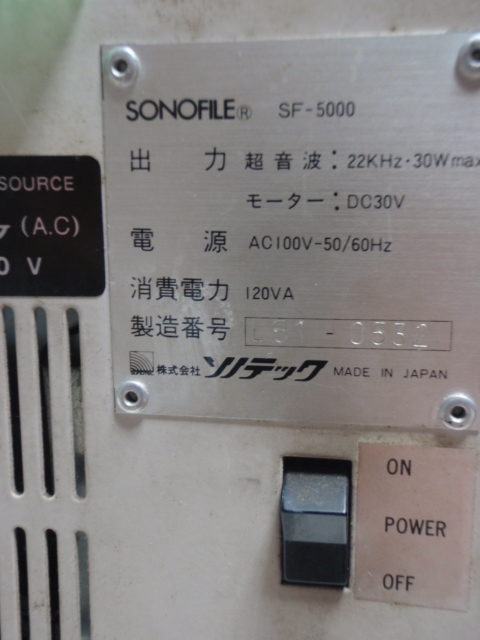 SONOFILE® SF-5000
出 力 超音波：22KHz・30Wmax
モーター：DC30V
電 源 AC100V-50/60Hz
消費電力 120VA
製造番号
株式会社 ソノテック MADE IN JAPAN
SOURCE
(A.C)
0 V
ON
POWER
OFF